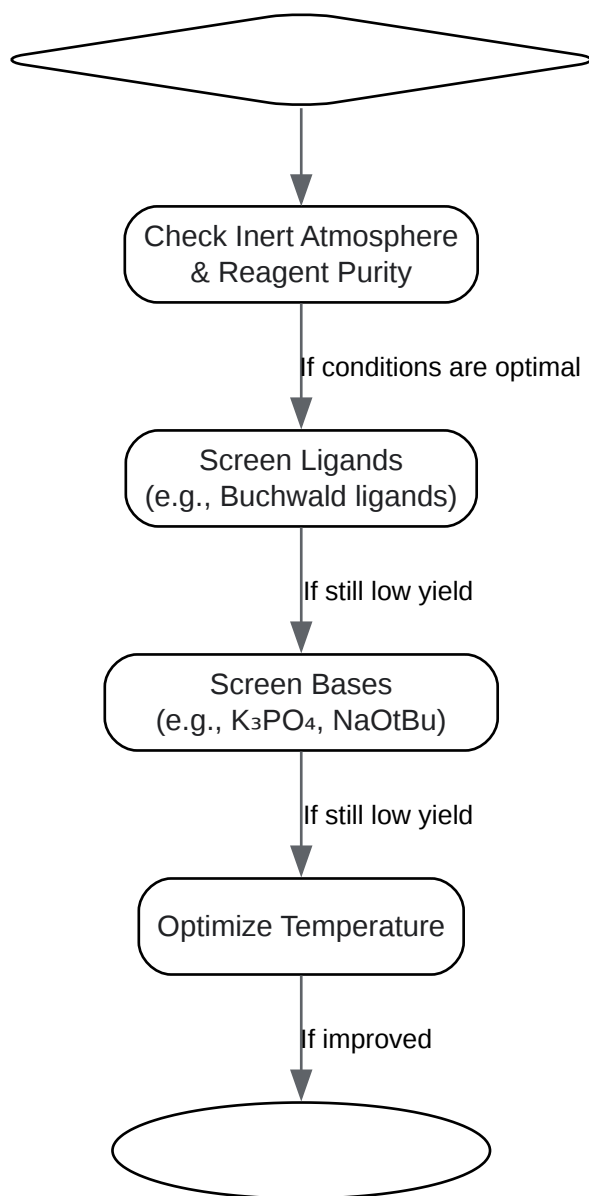 Check Inert Atmosphere
& Reagent Purity
If conditions are optimal
Screen Ligands
(e.g., Buchwald ligands)
If still low yield
Screen Bases
(e.g., K₃PO₄, NaOtBu)
If still low yield
Optimize Temperature
If improved